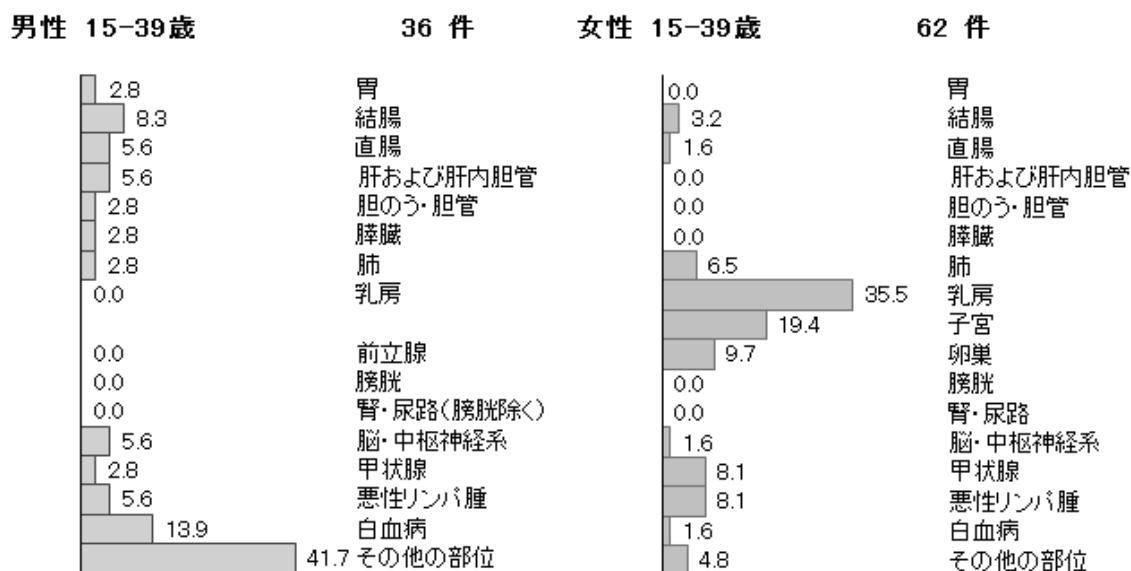 男性 15-39歳 36 件
2.8 胃
8.3 結腸
5.6 直腸
5.6 肝および肝内胆管
2.8 胆のう・胆管
2.8 膵臓
2.8 肺
0.0 乳房
0.0 前立腺
0.0 膀胱
0.0 腎・尿路(膀胱除く)
5.6 脳・中枢神経系
2.8 甲状腺
5.6 悪性リンパ腫
13.9 白血病
41.7 その他の部位
女性 15-39歳 62 件
0.0 胃
3.2 結腸
1.6 直腸
0.0 肝および肝内胆管
0.0 胆のう・胆管
0.0 膵臓
6.5 肺
35.5 乳房
19.4 子宮
9.7 卵巣
0.0 膀胱
0.0 腎・尿路
1.6 脳・中枢神経系
8.1 甲状腺
8.1 悪性リンパ腫
1.6 白血病
4.8 その他の部位